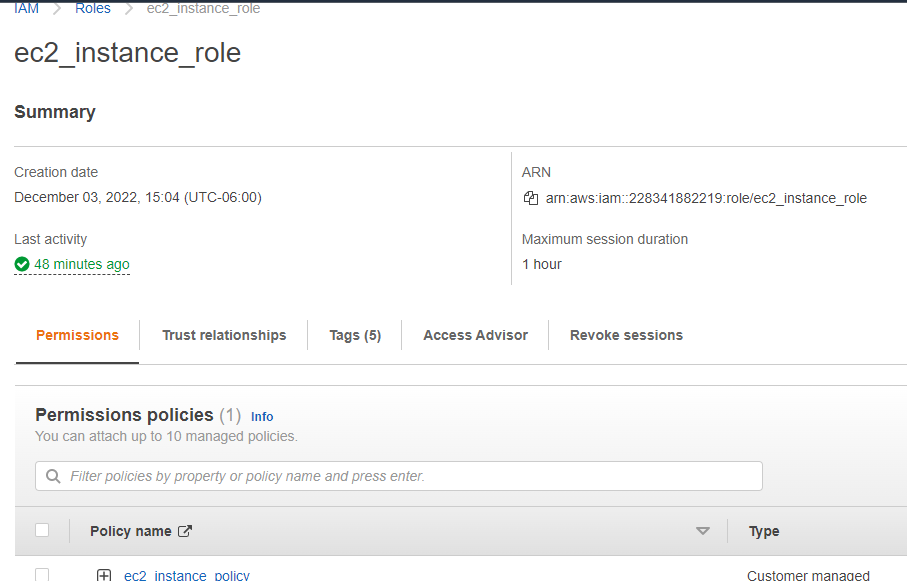 IAM > Roles > ec2_instance_role
ec2_instance_role
Summary
Creation date
December 03, 2022, 15:04 (UTC-06:00)
ARN
arn:aws:iam::228341882219:role/ec2_instance_role
Last activity
48 minutes ago
Maximum session duration
1 hour
Permissions Trust relationships Tags (5) Access Advisor Revoke sessions
Permissions policies (1) Info
You can attach up to 10 managed policies.
Filter policies by property or policy name and press enter.
Policy name Type
ec2_instance_policy Customer managed